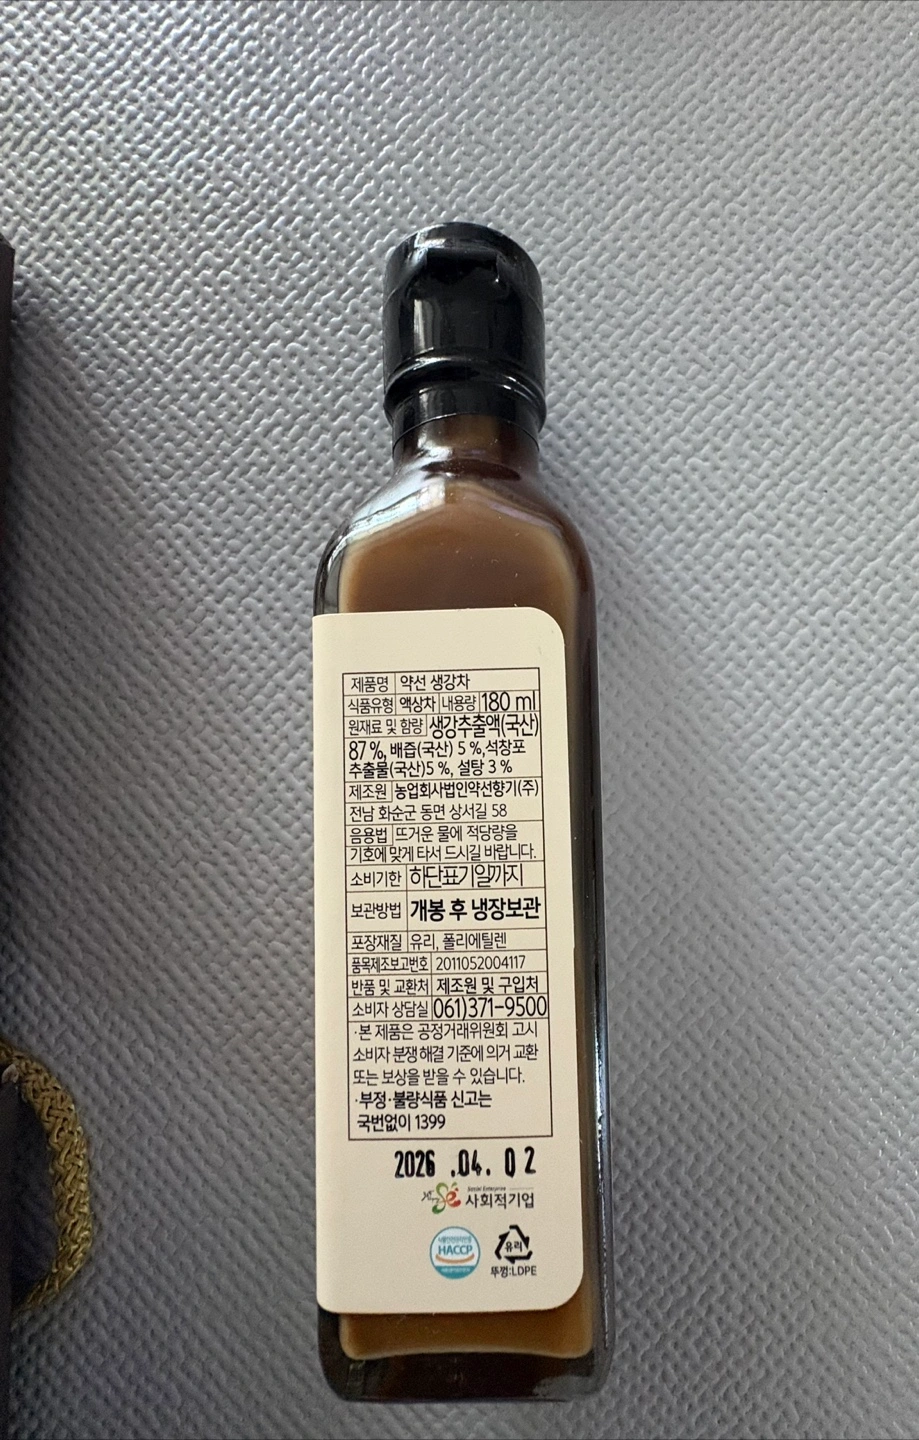 제품명 약선 생강차
식품유형 액상차 내용량 180 ml
원재료 및 함량 생강추출액(국산)
87 %, 배즙(국산) 5 %,석창포
추출물(국산)5 %, 설탕 3 %
제조원 농업회사법인약선향기(주)
전남 화순군 동면 상서길 58
음용법 뜨거운 물에 적당량을
기호에 맞게 타서 드시길 바랍니다.
소비기한 하단표기일까지
보관방법 개봉 후 냉장보관
포장재질 유리, 폴리에틸렌
품목제조보고번호 2011052004117
반품 및 교환처 제조원 및 구입처
소비자 상담실 061)371-9500
·본 제품은 공정거래위원회 고시
소비자 분쟁 해결 기준에 의거 교환
또는 보상을 받을 수 있습니다.
·부정·불량식품 신고는
국번없이 1399
2026 .04. 02
Social Enterprise
사회적기업
HACCP
유리
뚜껑:LDPE